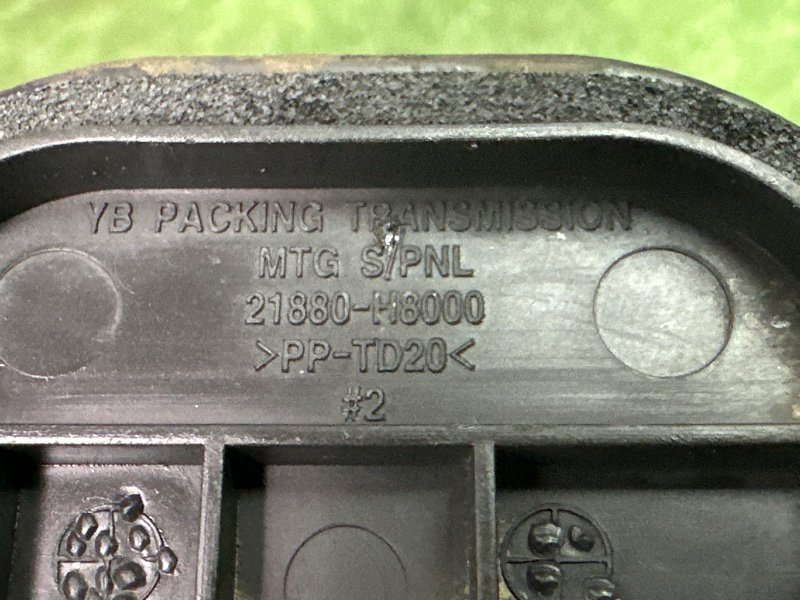 YB PACKING TRANSMISSION
MTG S/PNL
21880-H8000
>PP-TD20<
#2